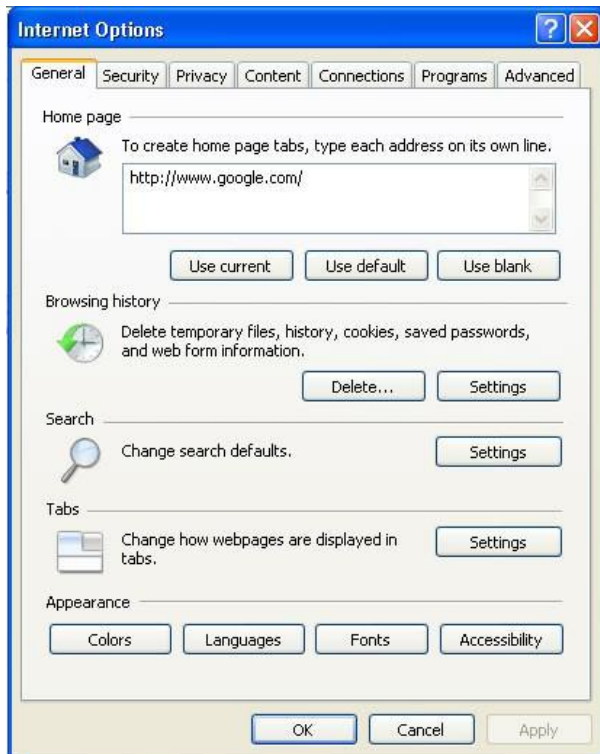 Internet Options
General Security Privacy Content Connections Programs Advanced
Home page
To create home page tabs, type each address on its own line.
http://www.google.com/
Use current Use default Use blank
Browsing history
Delete temporary files, history, cookies, saved passwords,
and web form information.
Delete... Settings
Search
Change search defaults. Settings
Tabs
Change how webpages are displayed in
tabs.
Settings
Appearance
Colors Languages Fonts Accessibility
OK Cancel Apply